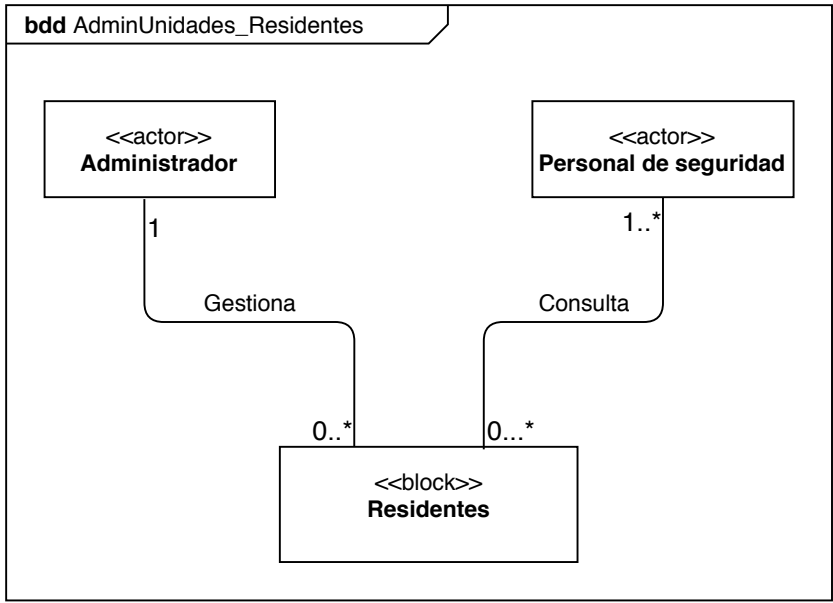 bdd AdminUnidades_Residentes
<<actor>>
Administrador
<<actor>>
Personal de seguridad
1
1..*
Gestiona
Consulta
0..*
0...*
<<block>>
Residentes